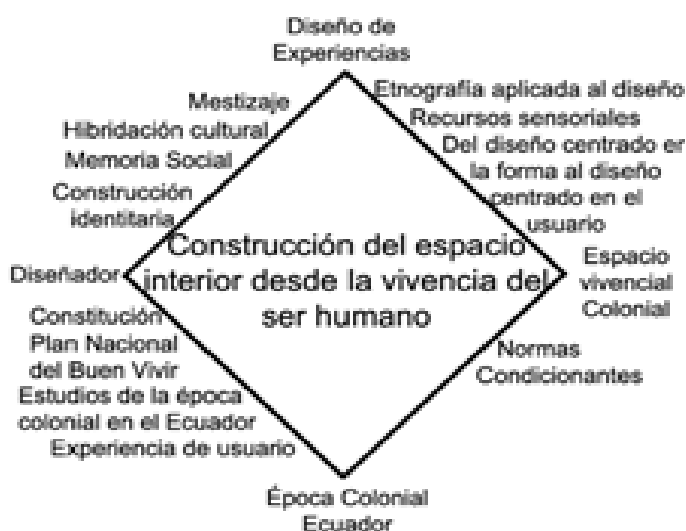 Diseño de
Experiencias
Mestizaje
Hibridación cultural
Memoria Social
Construcción
identitaria
Etnografía aplicada al diseño
Recursos sensoriales
Del diseño centrado en
la forma al diseño
centrado en el
usuario
Construcción del espacio
interior desde la vivencia del
ser humano
Diseñador
Espacio
vivencial
Colonial
Constitución
Plan Nacional
del Buen Vivir
Estudios de la época
colonial en el Ecuador
Experiencia de usuario
Normas
Condicionantes
Época Colonial
Ecuador